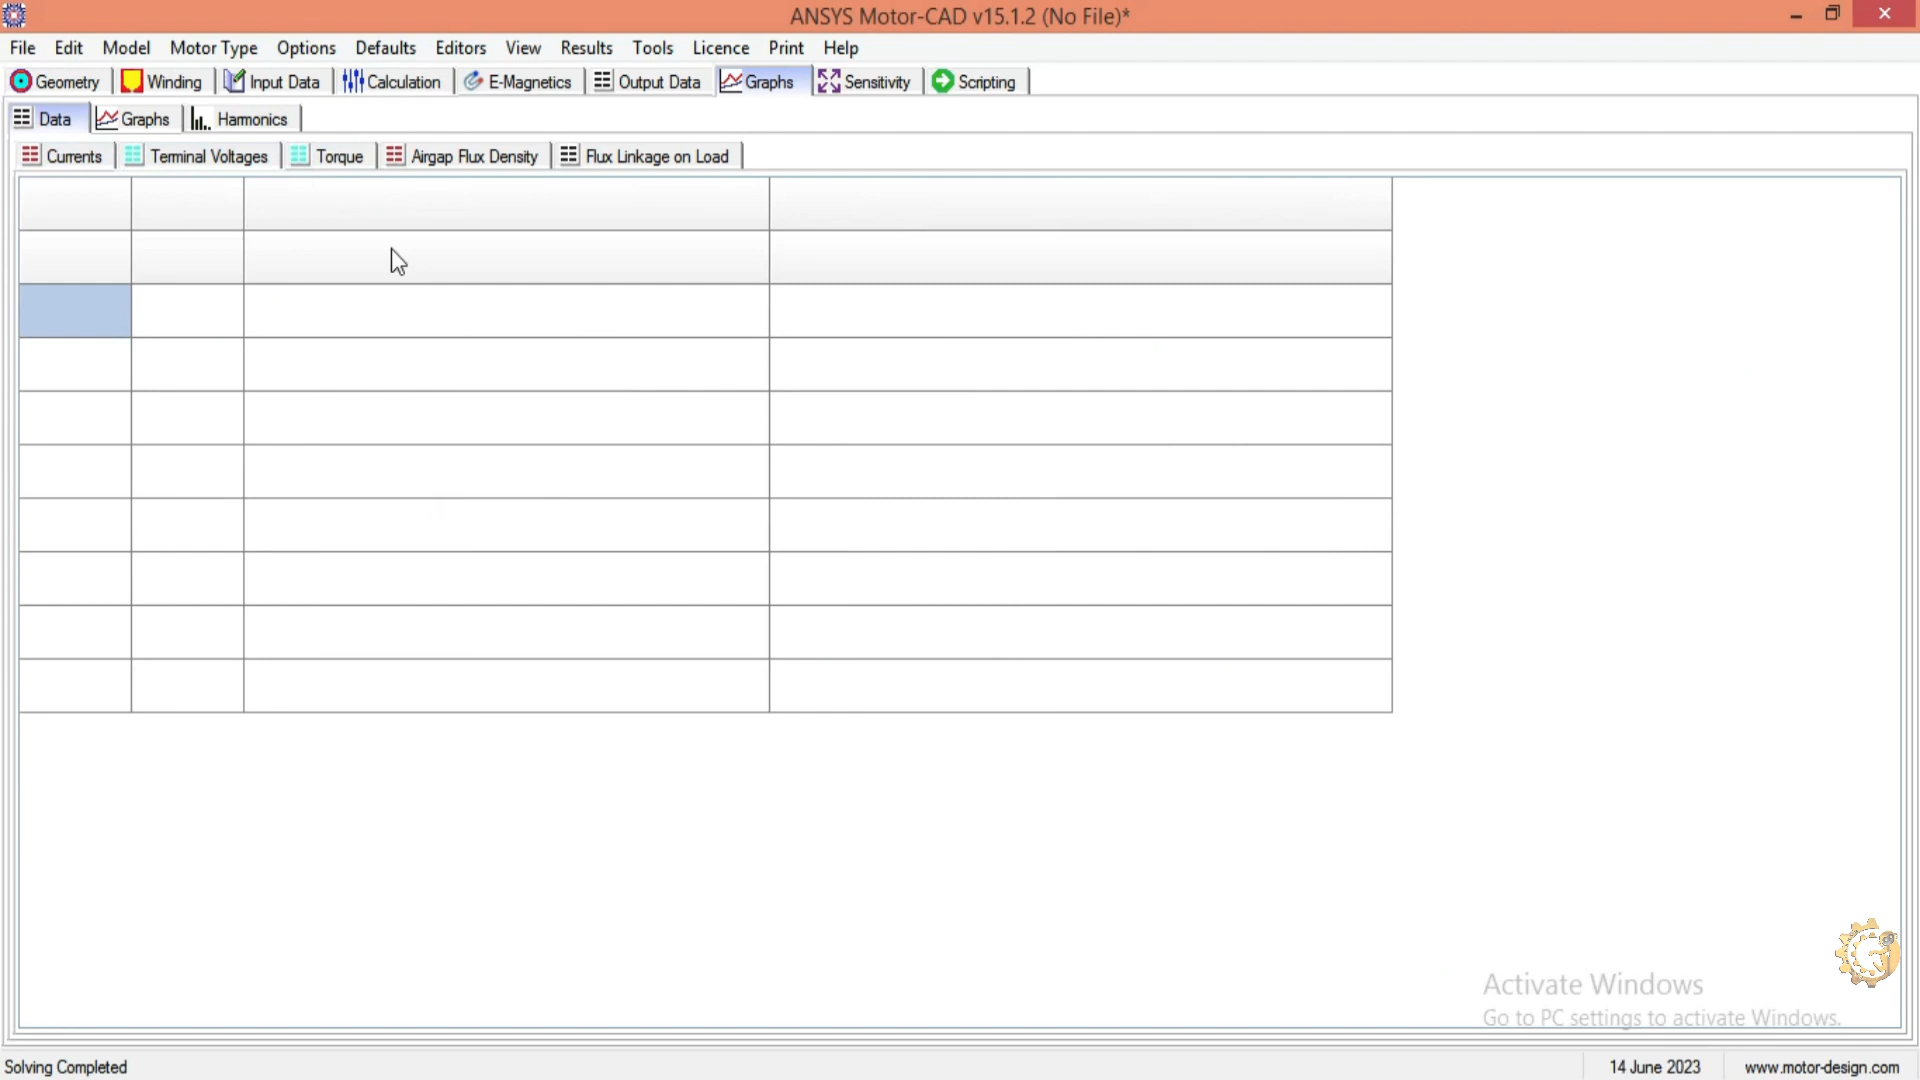 ANSYS Motor-CAD v15.1.2 (No File)*
File Edit Model Motor Type Options Defaults Editors View Results Tools Licence Print Help
Geometry Winding Input Data Calculation E-Magnetics Output Data Graphs Sensitivity Scripting
Data Graphs Harmonics
Currents Terminal Voltages Torque Airgap Flux Density Flux Linkage on Load
Activate Windows
Go to PC settings to activate Windows.
Solving Completed 14 June 2023 www.motor-design.com